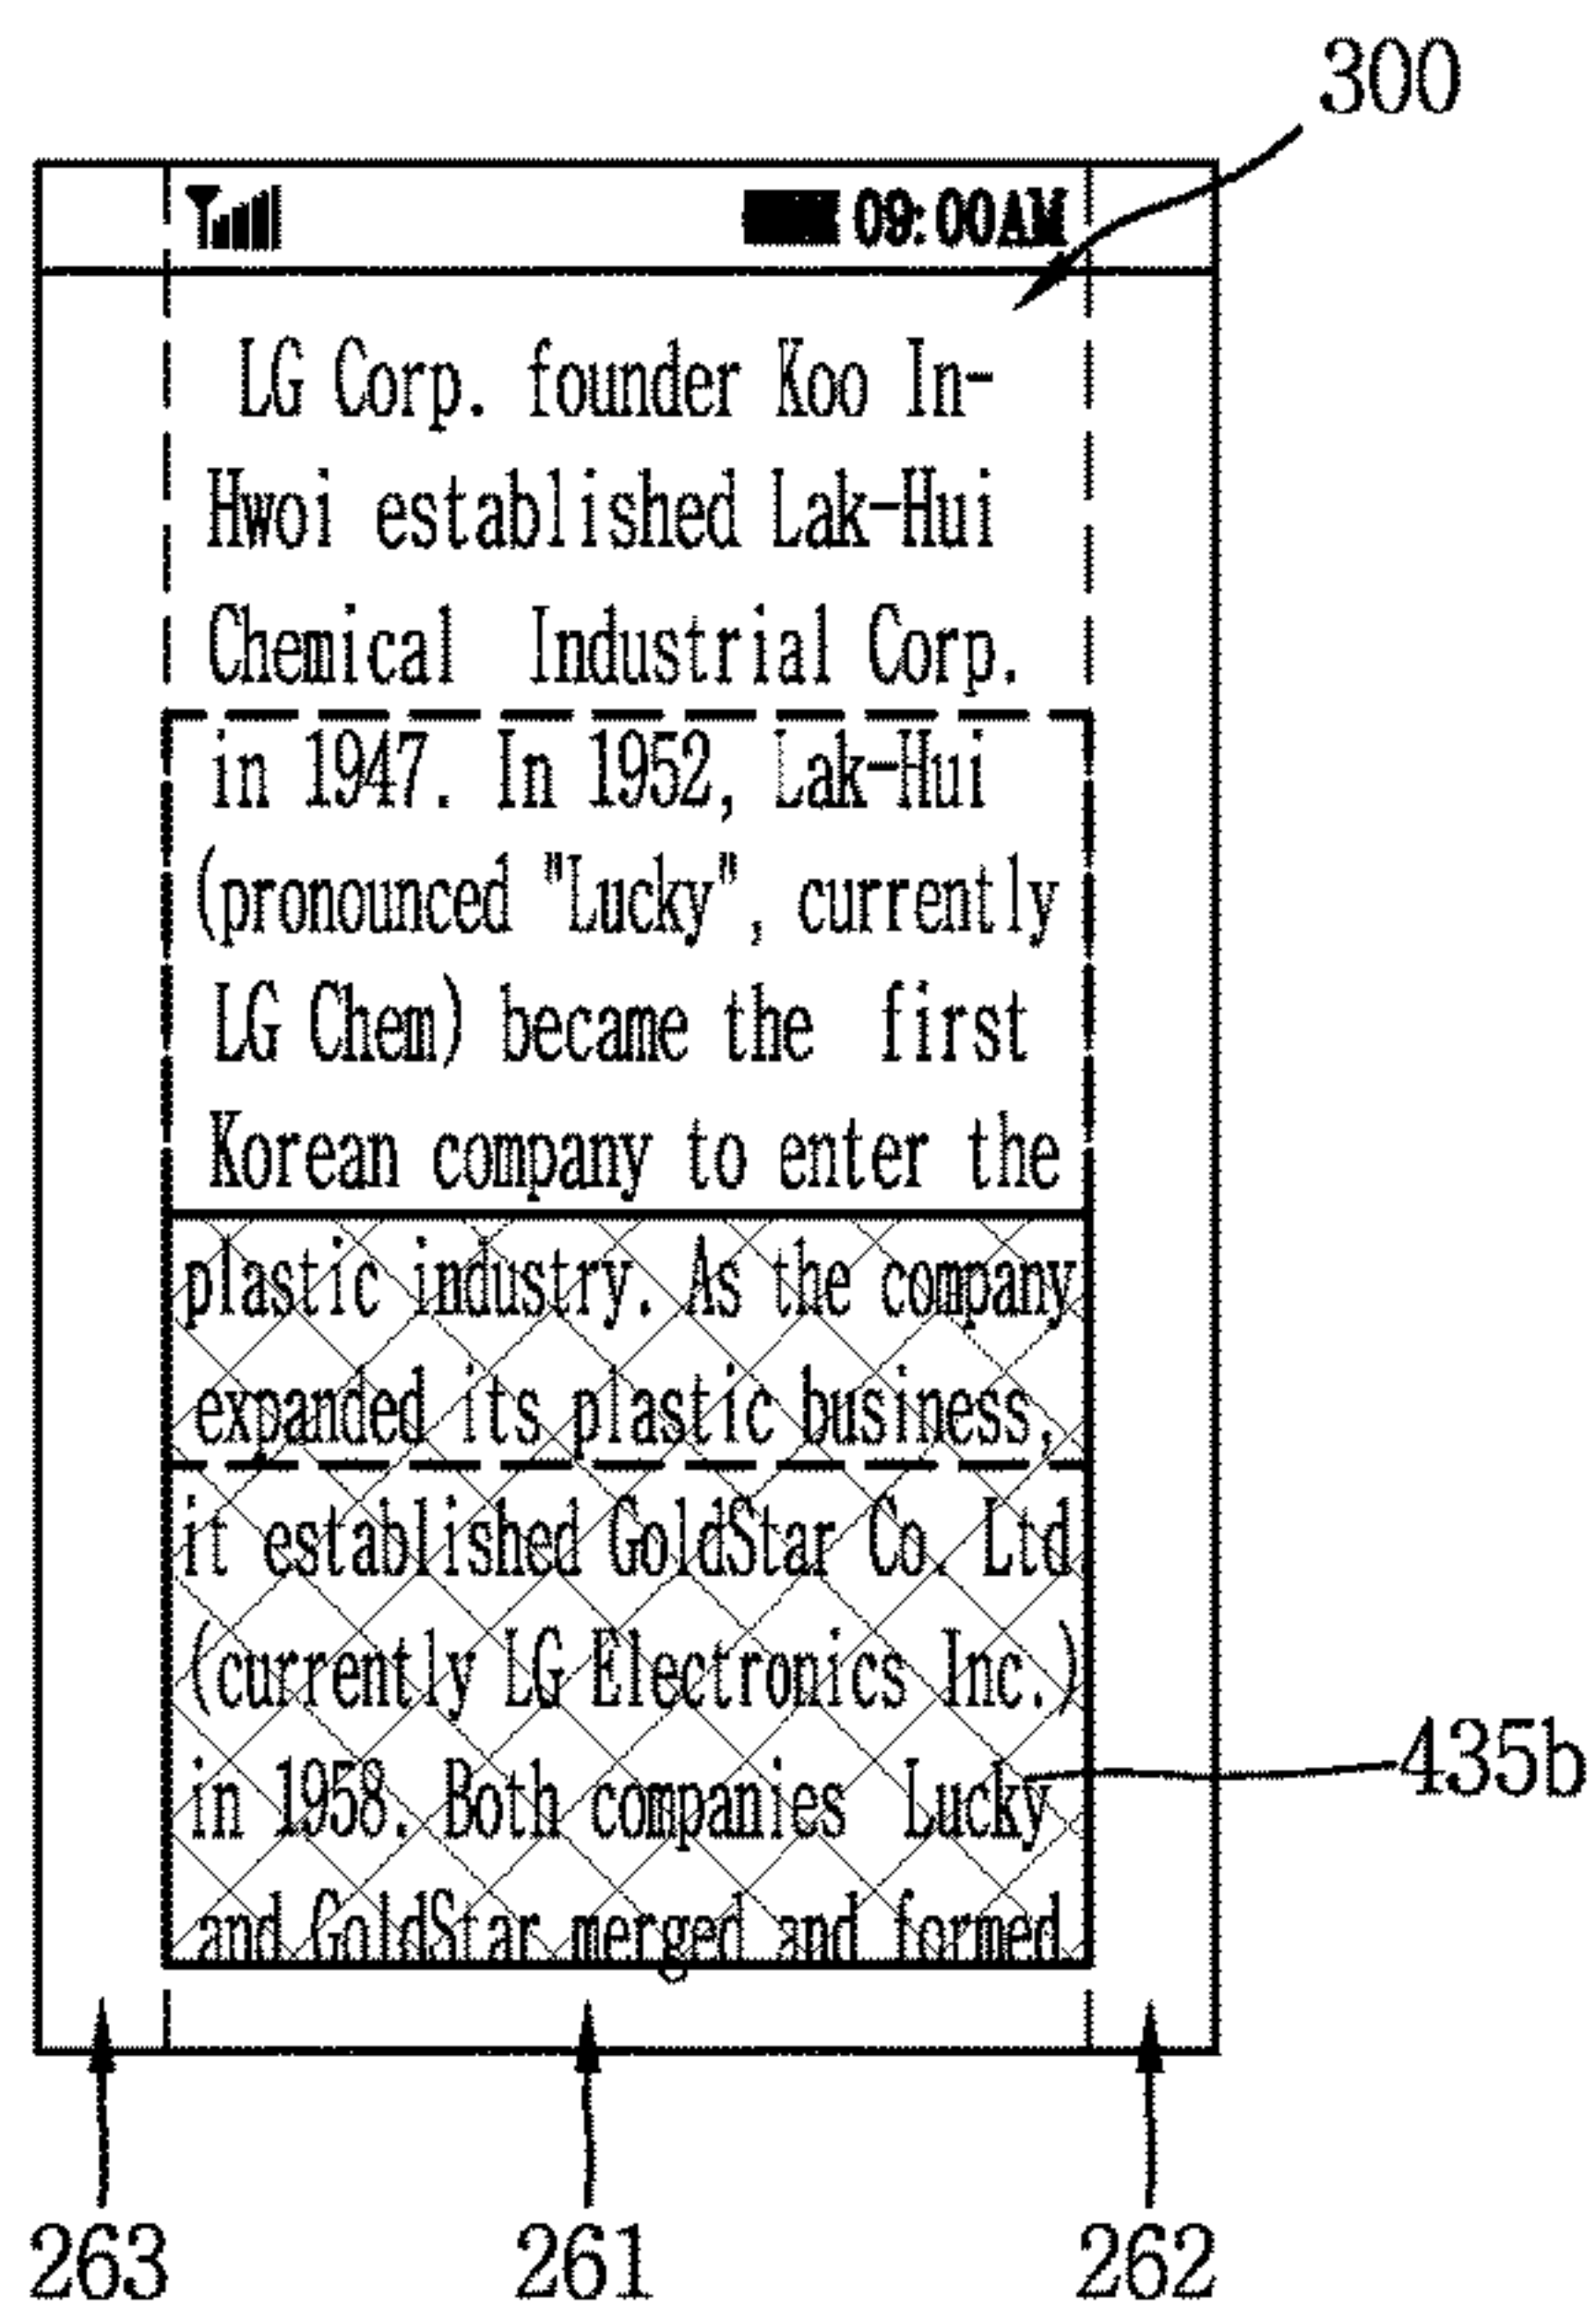 300
09:00AM
LG Corp. founder Koo In-
Hwoi established Lak-Hui
Chemical Industrial Corp.
in 1947. In 1952, Lak-Hui
(pronounced "Lucky", currently
LG Chem) became the first
Korean company to enter the
plastic industry. As the company
expanded its plastic business,
it established GoldStar Co. Ltd
(currently LG Electronics Inc.)
in 1958. Both companies Lucky
435b
and GoldStar merged and formed
263 261 262